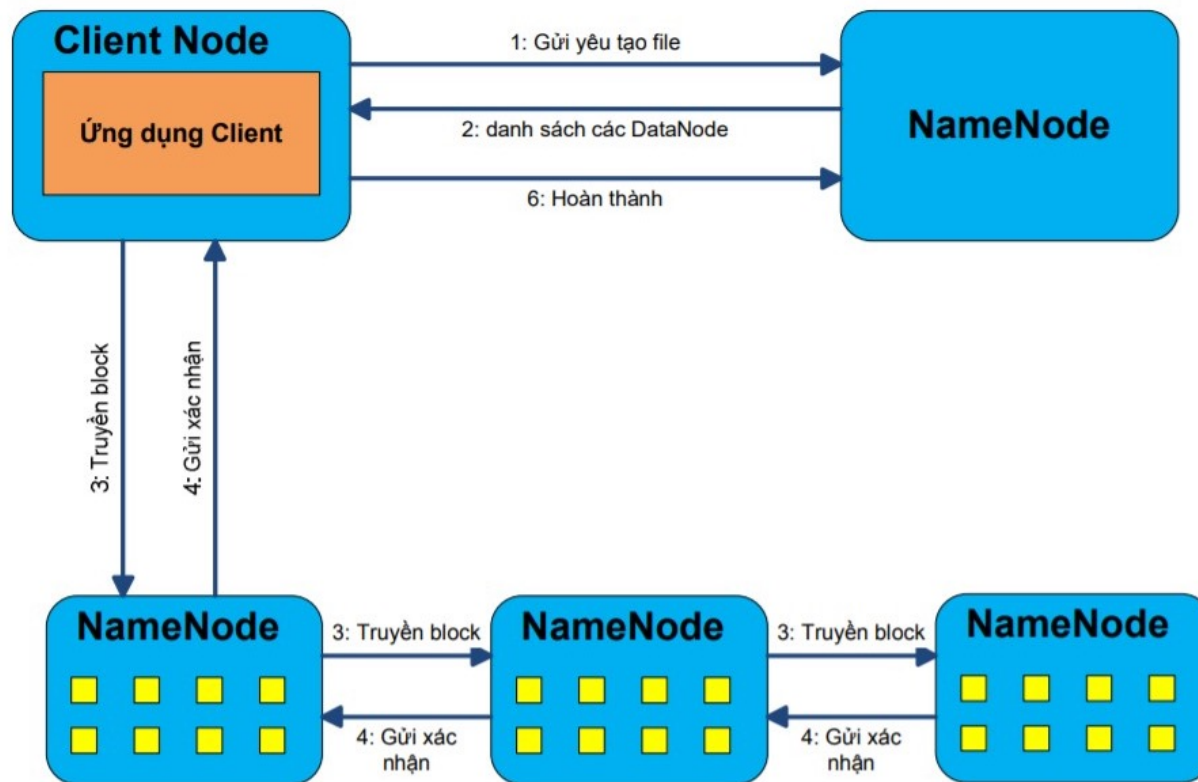 Client Node
Ứng dụng Client
1: Gửi yêu tạo file
2: danh sách các DataNode
6: Hoàn thành
NameNode
3: Truyền block
4: Gửi xác nhận
NameNode
3: Truyền block
4: Gửi xác
nhận
NameNode
3: Truyền block
4: Gửi xác
nhận
NameNode